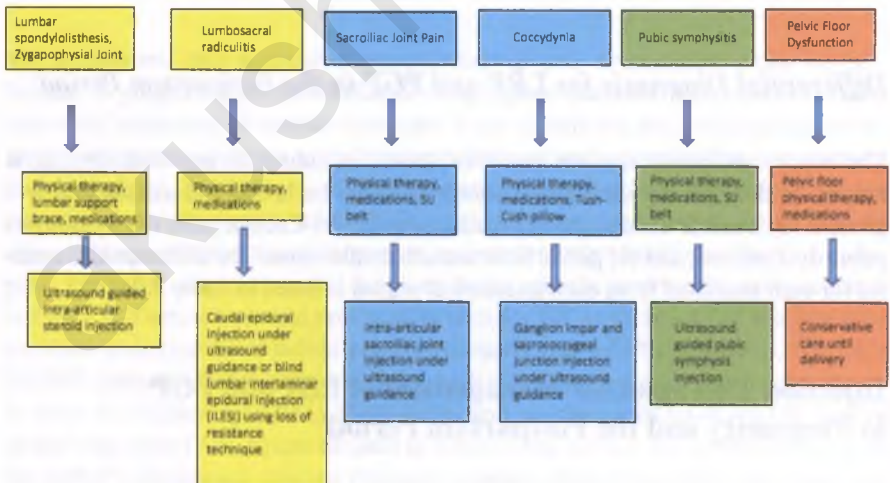 Lumbar
spondylolisthesis,
Zygapophysial Joint
Lumbosacral
radiculitis
Sacroiliac Joint Pain
Coccydynia
Pubic symphysitis
Pelvic Floor
Dysfunction
Physical therapy,
lumbar support
brace, medications
Physical therapy,
medications
Physical therapy,
medications, SIJ
belt
Physical therapy,
medications, Tush-
Cush pillow
Physical therapy,
medications, SIJ
belt
Pelvic floor
physical therapy,
medications
Ultrasound guided
Intra-articular
steroid injection
Caudal epidural
injection under
ultrasound
guidance or blind
lumbar interlaminar
epidural injection
(ILESI) using loss of
resistance
technique
Intra-articular
sacroiliac joint
injection under
ultrasound
guidance
Ganglion impar and
sacrococcygeal
junction injection
under ultrasound
guidance
Ultrasound
guided pubic
symphysis
injection
Conservative
care until
delivery
akush